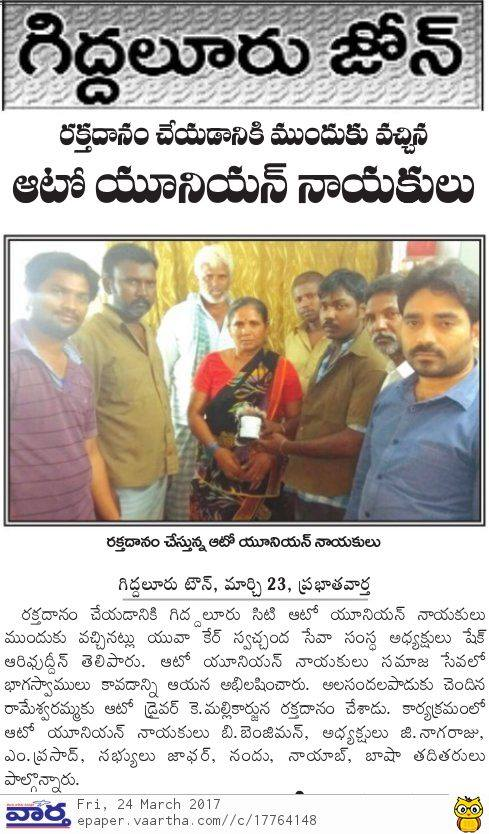 గిద్దలూరు జోన్
రక్తదానం చేయడానికి ముందుకు వచ్చిన
ఆటో యూనియన్ నాయకులు
రక్తదానం చేస్తున్న ఆటో యూనియన్ నాయకులు
గిద్దలూరు టౌన్, మార్చి 23, ప్రభాతవార్త
రక్తదానం చేయడానికి గిద్దలూరు సిటి ఆటో యూనియన్ నాయకులు
ముందుకు వచ్చినట్లు యువా కేర్ స్వచ్చంద సేవా సంస్థ అధ్యక్షులు షేక్
ఆరిఫుద్దీన్ తెలిపారు. ఆటో యూనియన్ నాయకులు సమాజ సేవలో
భాగస్వాములు కావడాన్ని ఆయన అభిలషించారు. అలసందలపాడుకు చెందిన
రామేశ్వరమ్మకు ఆటో డ్రైవర్ కె.మల్లికార్జున రక్తదానం చేశాడు. కార్యక్రమంలో
ఆటో యూనియన్ నాయకులు బి.బెంజిమన్, అధ్యక్షులు జి.నాగరాజు,
ఎం.ప్రసాద్, నభ్యులు జాఫర్, నందు, నాయాబ్, బాషా తదితరులు
పాల్గొన్నారు.
వార్త Fri, 24 March 2017
epaper.vaartha.com//c/17764148